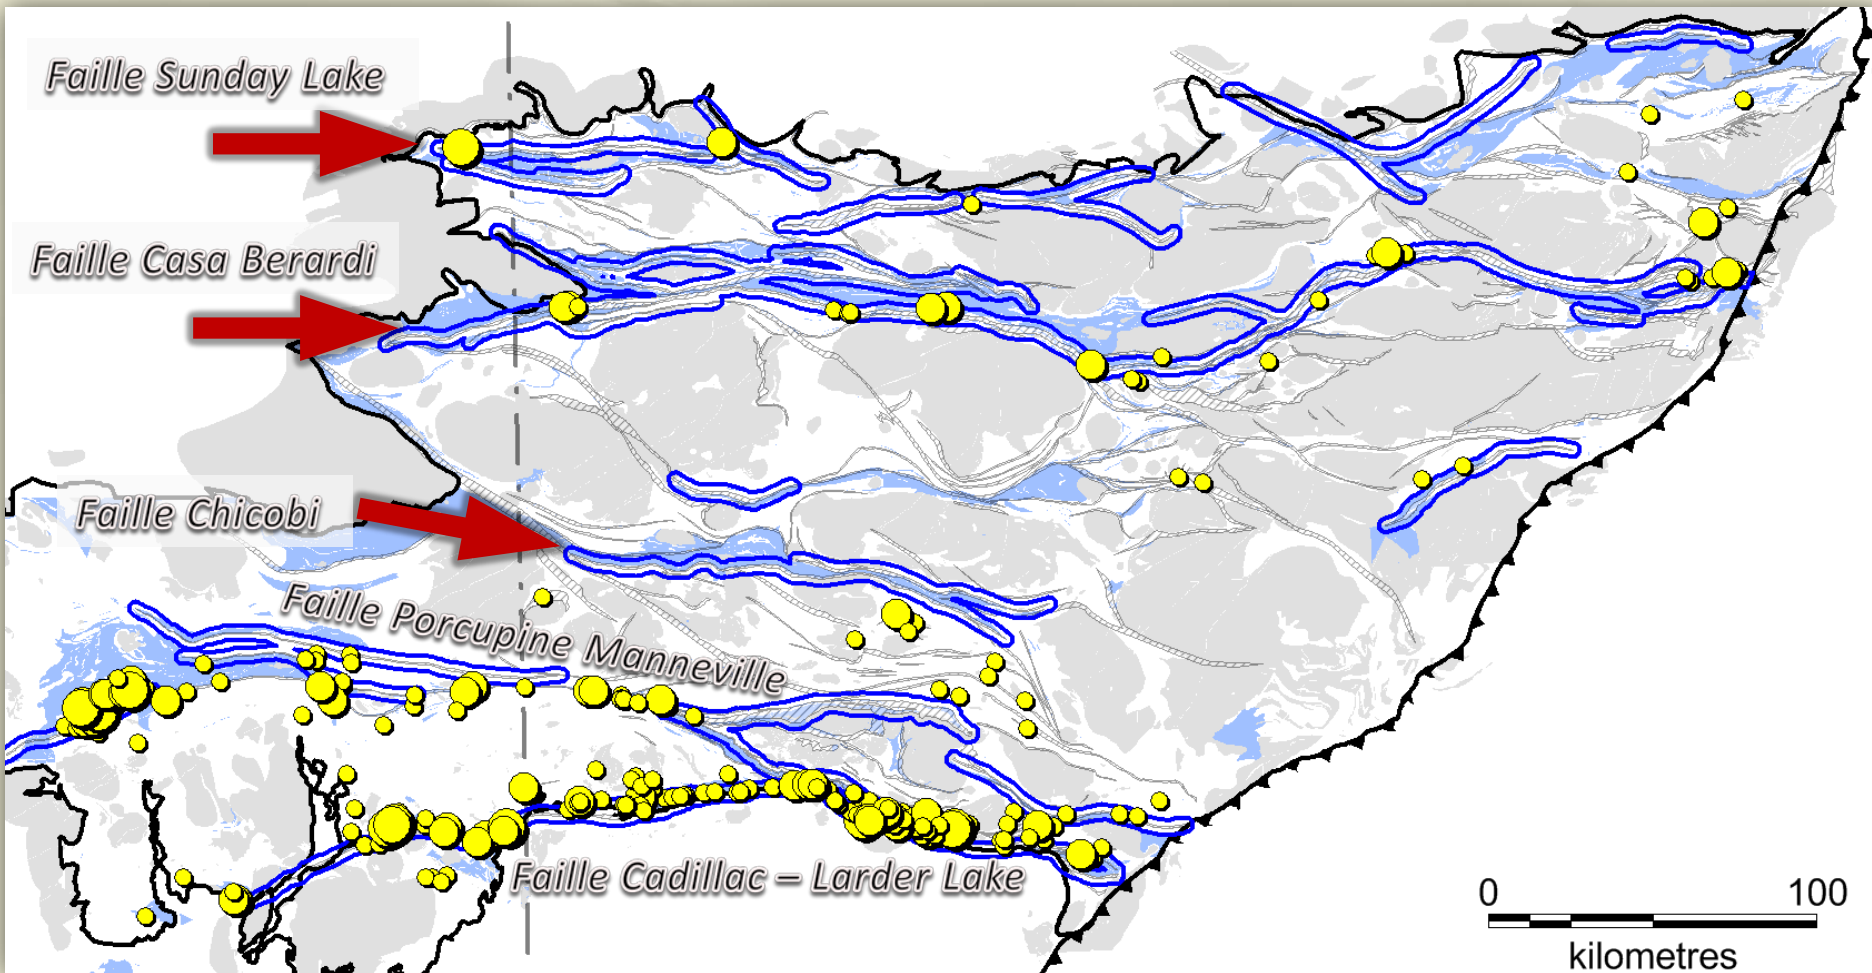 Faille Sunday Lake
Faille Casa Berardi
Faille Chicobi
Faille Porcupine Manneville
Faille Cadillac – Larder Lake
0 100
kilometres